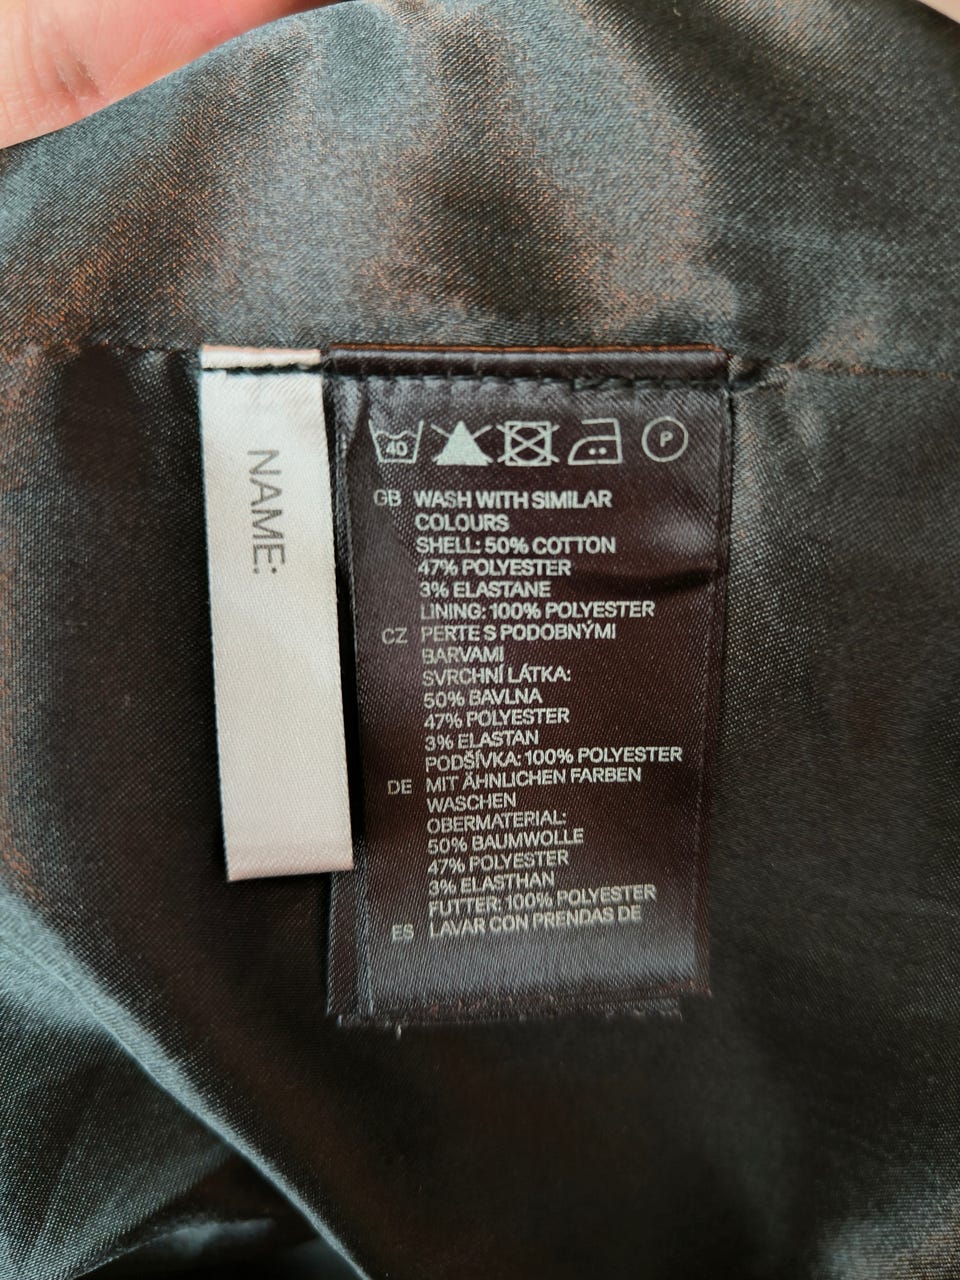 NAME:
40
P
GB WASH WITH SIMILAR
COLOURS
SHELL: 50% COTTON
47% POLYESTER
3% ELASTANE
LINING: 100% POLYESTER
CZ PERTE S PODOBNÝMI
BARVAMI
SVRCHNÍ LÁTKA:
50% BAVLNA
47% POLYESTER
3% ELASTAN
PODŠÍVKA: 100% POLYESTER
DE MIT ÄHNLICHEN FARBEN
WASCHEN
OBERMATERIAL:
50% BAUMWOLLE
47% POLYESTER
3% ELASTHAN
FUTTER: 100% POLYESTER
ES LAVAR CON PRENDAS DE